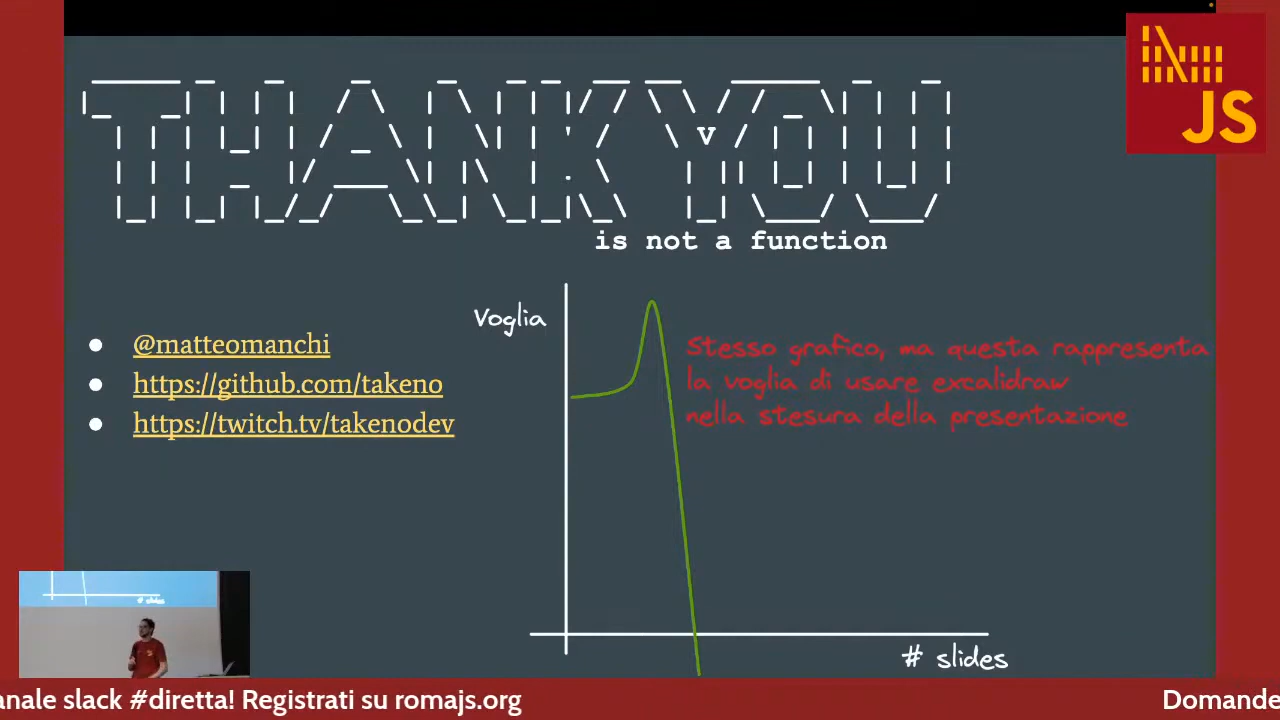 THANK YOU
is not a function
JS
@matteomanchi
https://github.com/takeno
https://twitch.tv/takenodev
Voglia
Stesso grafico, ma questa rappresenta
la voglia di usare excalidraw
nella stesura della presentazione
# slides
# slides
anale slack #diretta! Registrati su romajs.org
Domande